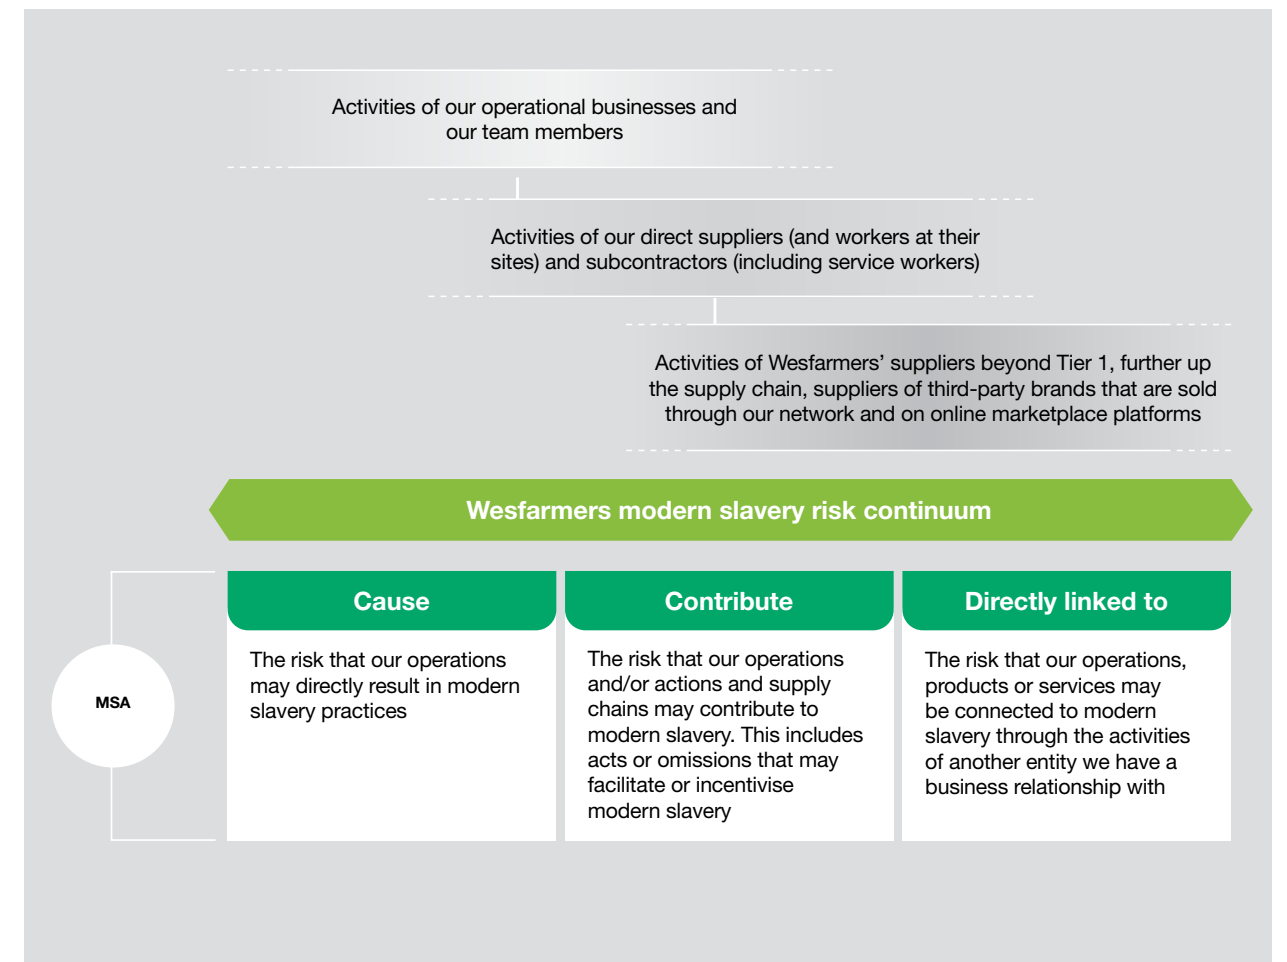 Activities of our operational businesses and
our team members
Activities of our direct suppliers (and workers at their
sites) and subcontractors (including service workers)
Activities of Wesfarmers’ suppliers beyond Tier 1, further up
the supply chain, suppliers of third-party brands that are sold
through our network and on online marketplace platforms
Wesfarmers modern slavery risk continuum
MSA
Cause
The risk that our operations
may directly result in modern
slavery practices
Contribute
The risk that our operations
and/or actions and supply
chains may contribute to
modern slavery. This includes
acts or omissions that may
facilitate or incentivise
modern slavery
Directly linked to
The risk that our operations,
products or services may
be connected to modern
slavery through the activities
of another entity we have a
business relationship with